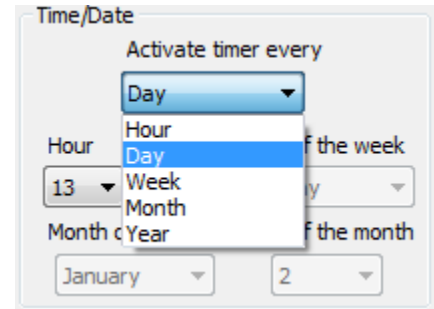 Time/Date
Activate timer every
Day
Hour
Day
Week
Month
Year
Hour
f the week
13
y
Month
f the month
January
2